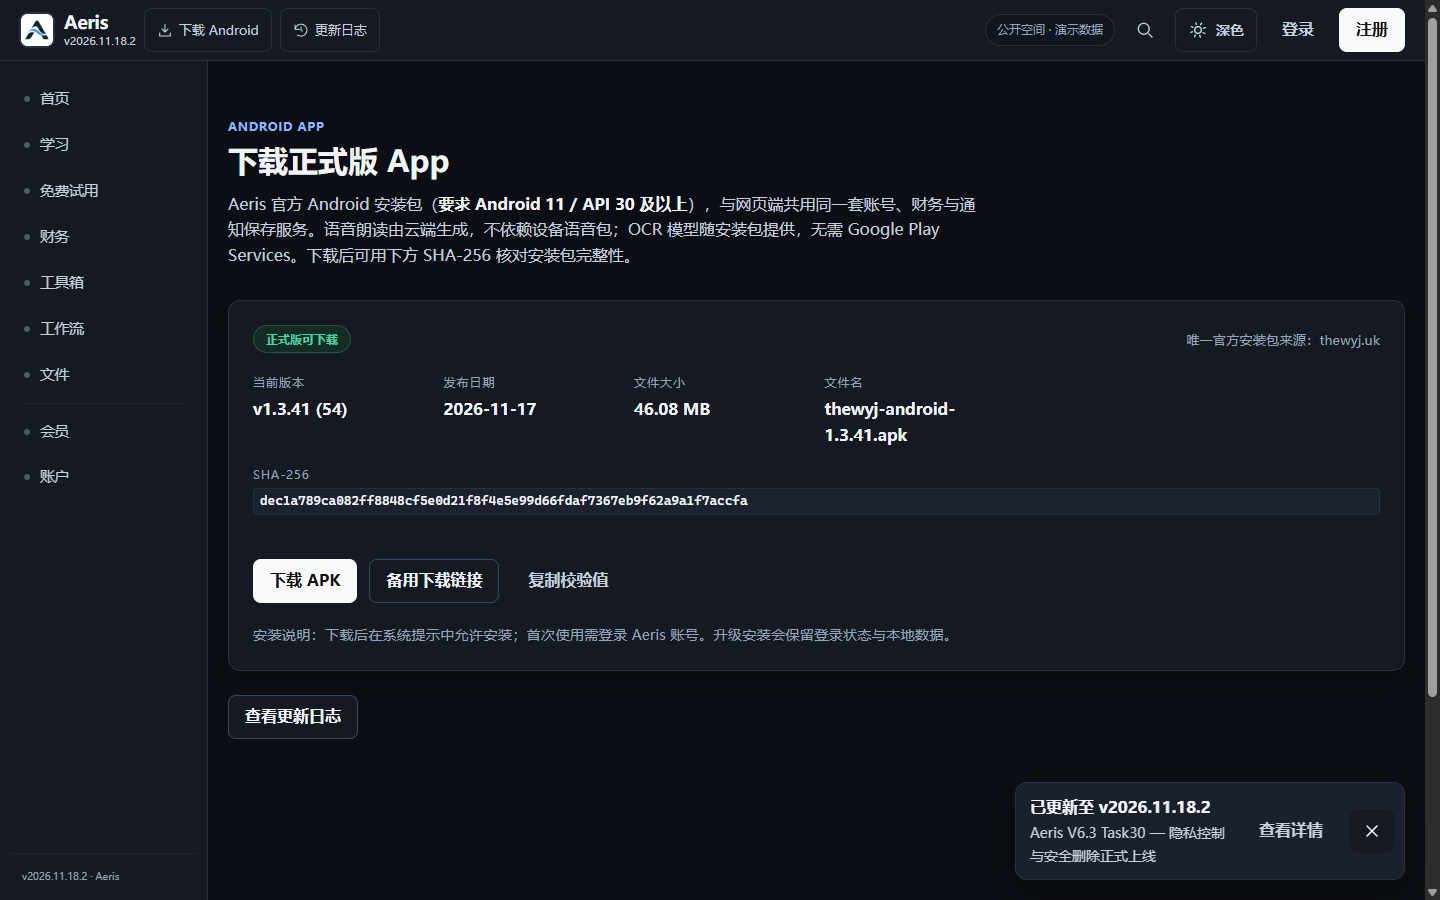 Aeris
v2026.11.18.2
下载 Android
更新日志
公开空间 · 演示数据
深色
登录
注册
首页
学习
免费试用
财务
工具箱
工作流
文件
会员
账户
v2026.11.18.2 · Aeris
ANDROID APP
下载正式版 App
Aeris 官方 Android 安装包（要求 Android 11 / API 30 及以上），与网页端共用同一套账号、财务与通
知保存服务。语音朗读由云端生成，不依赖设备语音包；OCR 模型随安装包提供，无需 Google Play
Services。下载后可用下方 SHA-256 核对安装包完整性。
正式版可下载
唯一官方安装包来源：thewyj.uk
当前版本
v1.3.41 (54)
发布日期
2026-11-17
文件大小
46.08 MB
文件名
thewyj-android-
1.3.41.apk
SHA-256
dec1a789ca082ff8848cf5e0d21f8f4e5e99d66fdaf7367eb9f62a9a1f7accfa
下载 APK
备用下载链接
复制校验值
安装说明：下载后在系统提示中允许安装；首次使用需登录 Aeris 账号。升级安装会保留登录状态与本地数据。
查看更新日志
已更新至 v2026.11.18.2
Aeris V6.3 Task30 — 隐私控制
与安全删除正式上线
查看详情